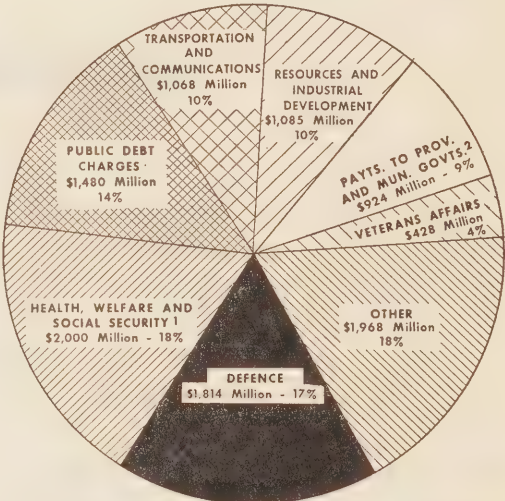 TRANSPORTATION
AND
COMMUNICATIONS
$1,068 Million
10%
RESOURCES AND
INDUSTRIAL
DEVELOPMENT
$1,085 Million
10%
PAYTS. TO PROV.
AND MUN. GOVTS.2
$924 Million - 9%
VETERANS AFFAIRS
$428 Million
4%
OTHER
$1,968 Million
18%
DEFENCE
$1,814 Million - 17%
HEALTH, WELFARE AND
SOCIAL SECURITY 1
$2,000 Million - 18%
PUBLIC DEBT
CHARGES
$1,480 Million
14%